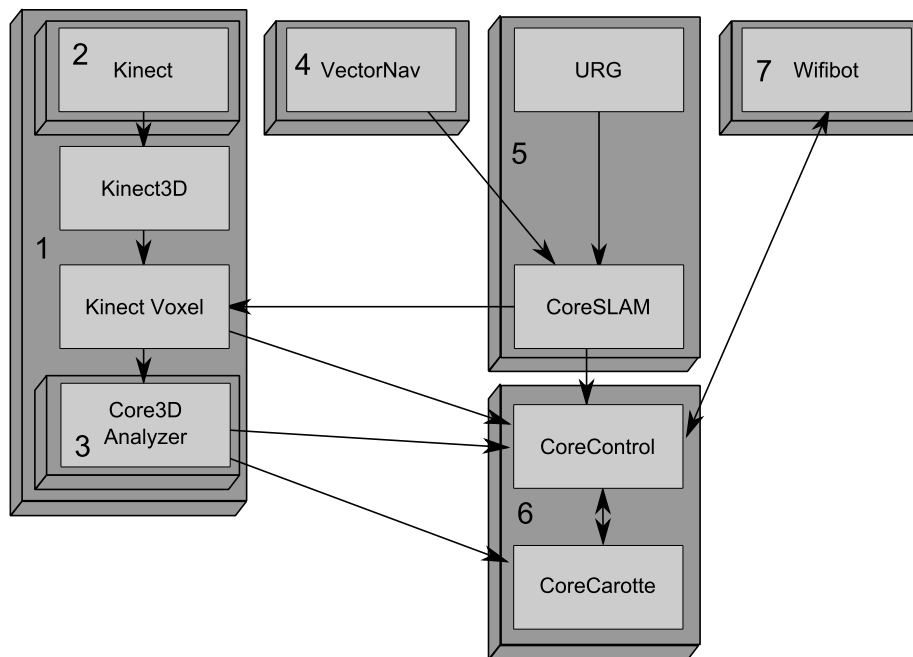 2
Kinect
4
VectorNav
URG
7
Wifibot
5
Kinect3D
1
Kinect Voxel
CoreSLAM
Core3D
Analyzer
3
CoreControl
6
CoreCarotte